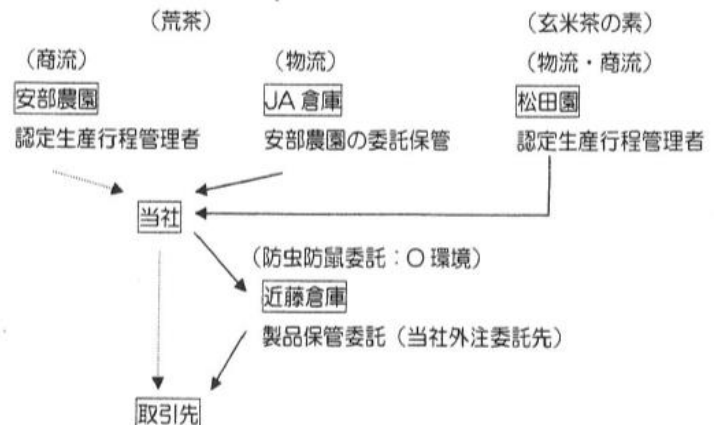 （荒茶）
（玄米茶の素）
（商流）
（物流）
（物流・商流）
安部農園
JA 倉庫
松田園
認定生産行程管理者
安部農園の委託保管
認定生産行程管理者
当社
（防虫防鼠委託：O 環境）
近藤倉庫
製品保管委託（当社外注委託先）
取引先